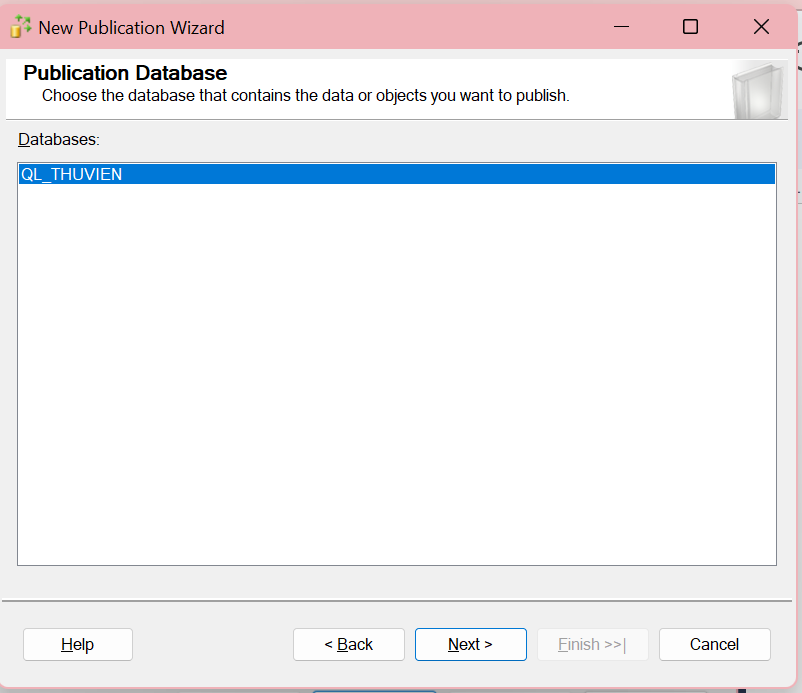 New Publication Wizard
Publication Database
Choose the database that contains the data or objects you want to publish.
Databases:
QL_THUVIEN
Help
< Back
Next >
Finish >>|
Cancel